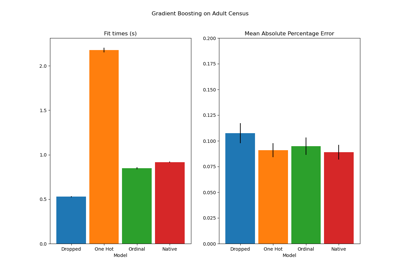 Gradient Boosting on Adult Census
Fit times (s)
2.0
1.5
1.0
0.5
0.0
Dropped One Hot Ordinal Native
Model
Mean Absolute Percentage Error
0.200
0.175
0.150
0.125
0.100
0.075
0.050
0.025
0.000
Dropped One Hot Ordinal Native
Model